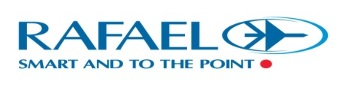 RAFAEL
SMART AND TO THE POINT